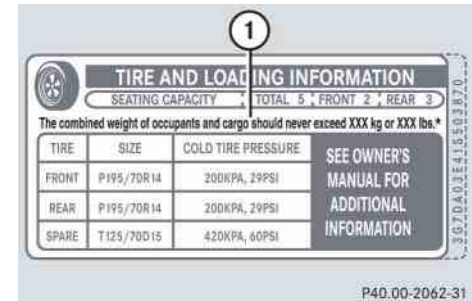 1
TIRE AND LOADING INFORMATION
SEATING CAPACITY TOTAL 5 FRONT 2 REAR 3
The combined weight of occupants and cargo should never exceed XXX kg or XXX lbs.*
TIRE SIZE COLD TIRE PRESSURE
FRONT P195/70R14 200KPA, 29PSI
REAR P195/70R14 200KPA, 29PSI
SPARE T125/70D15 420KPA, 60PSI
SEE OWNER'S
MANUAL FOR
ADDITIONAL
INFORMATION
3G7DA03E41S503870
P40.00-2062-31